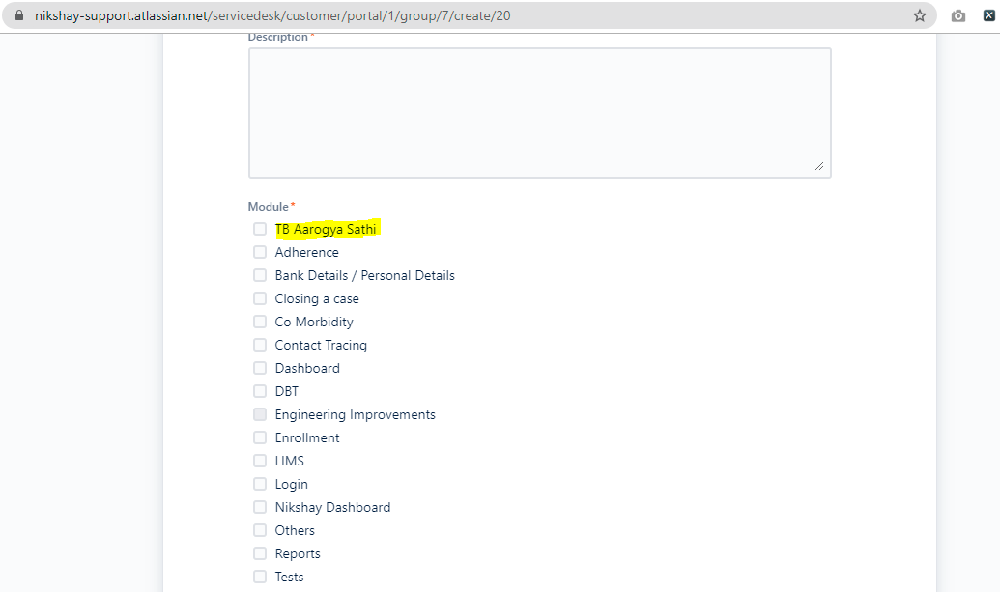 nikshay-support.atlassian.net/servicedesk/customer/portal/1/group/7/create/20
Description *
Module *
TB Aarogya Sathi
Adherence
Bank Details / Personal Details
Closing a case
Co Morbidity
Contact Tracing
Dashboard
DBT
Engineering Improvements
Enrollment
LIMS
Login
Nikshay Dashboard
Others
Reports
Tests